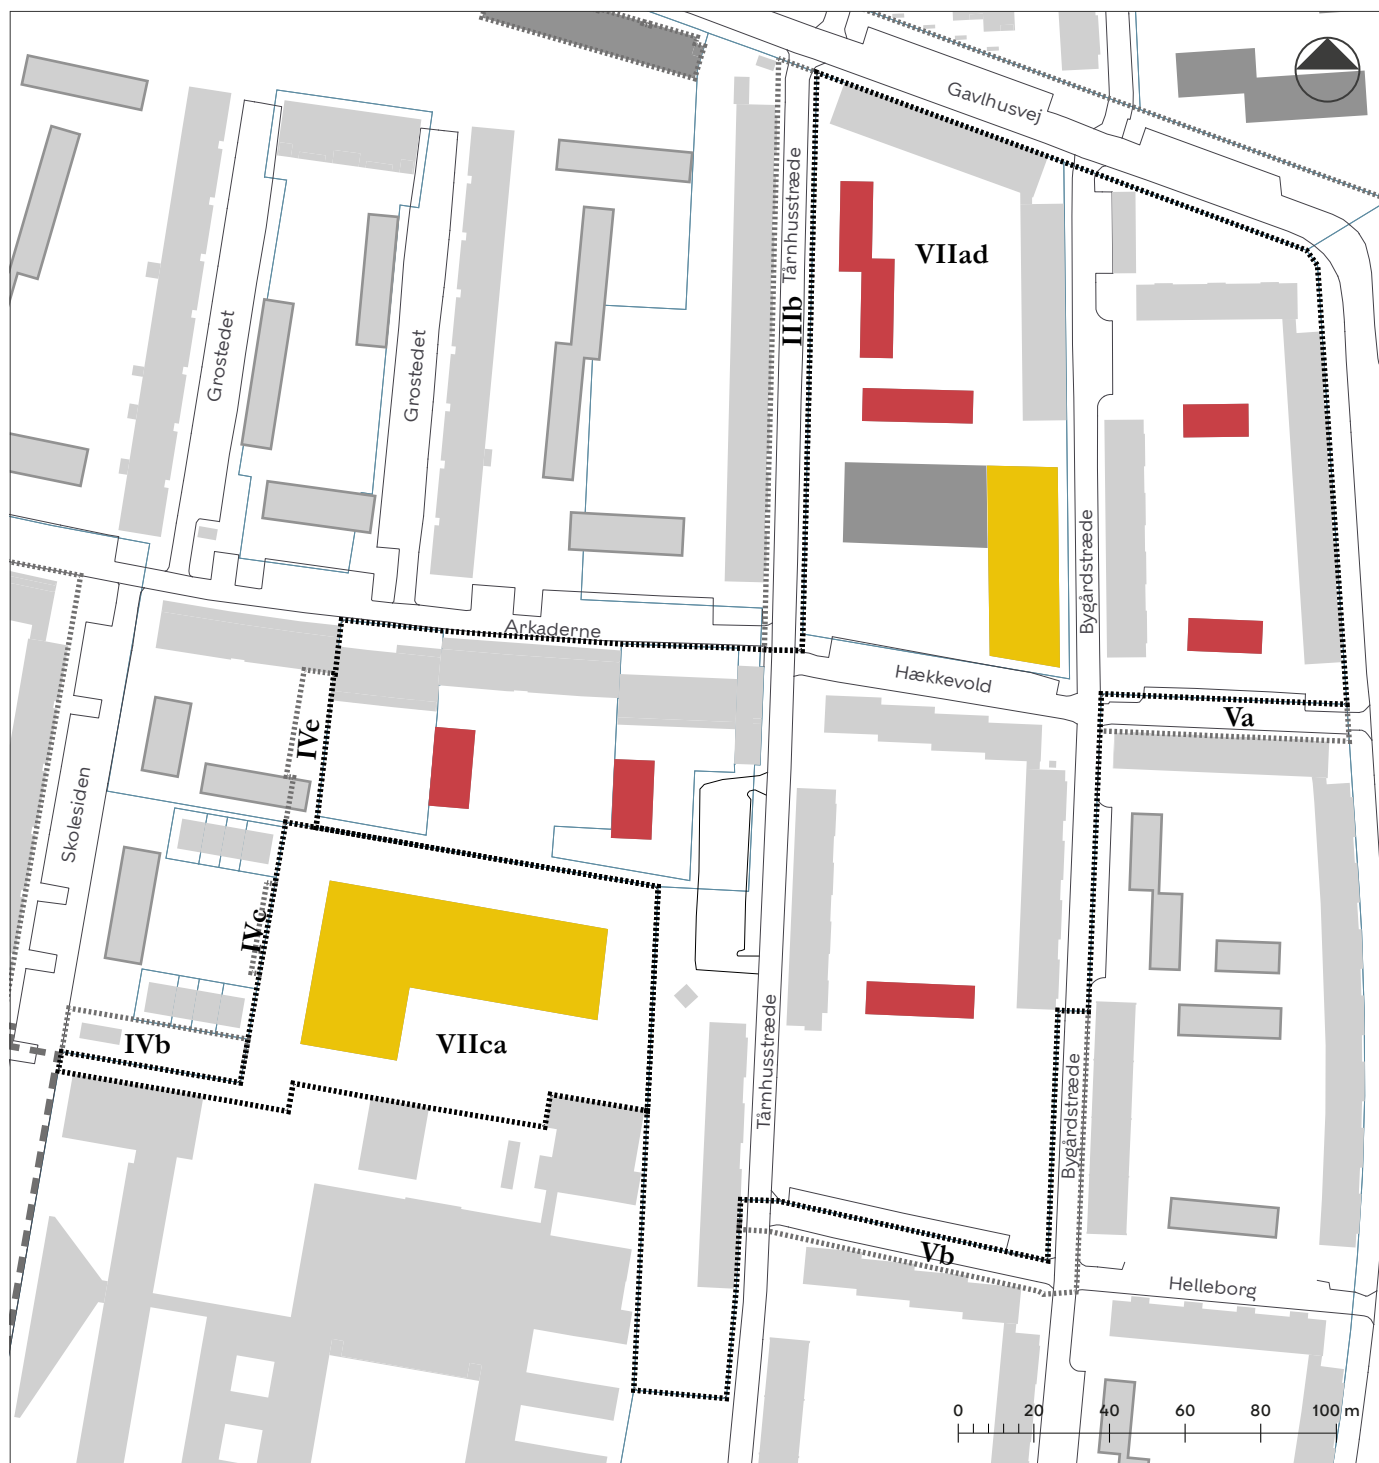 Gavlhusvej
Tårnhusstræde
VIIad
IIIb
Grostedet
Grostedet
Bygårdstræde
Arkaderne
Hækkevold
Va
IVe
Skolesiden
IVc
VIIca
IVb
Tårnhusstræde
Bygårdstræde
Vb
Helleborg
0 20 40 60 80 100 m